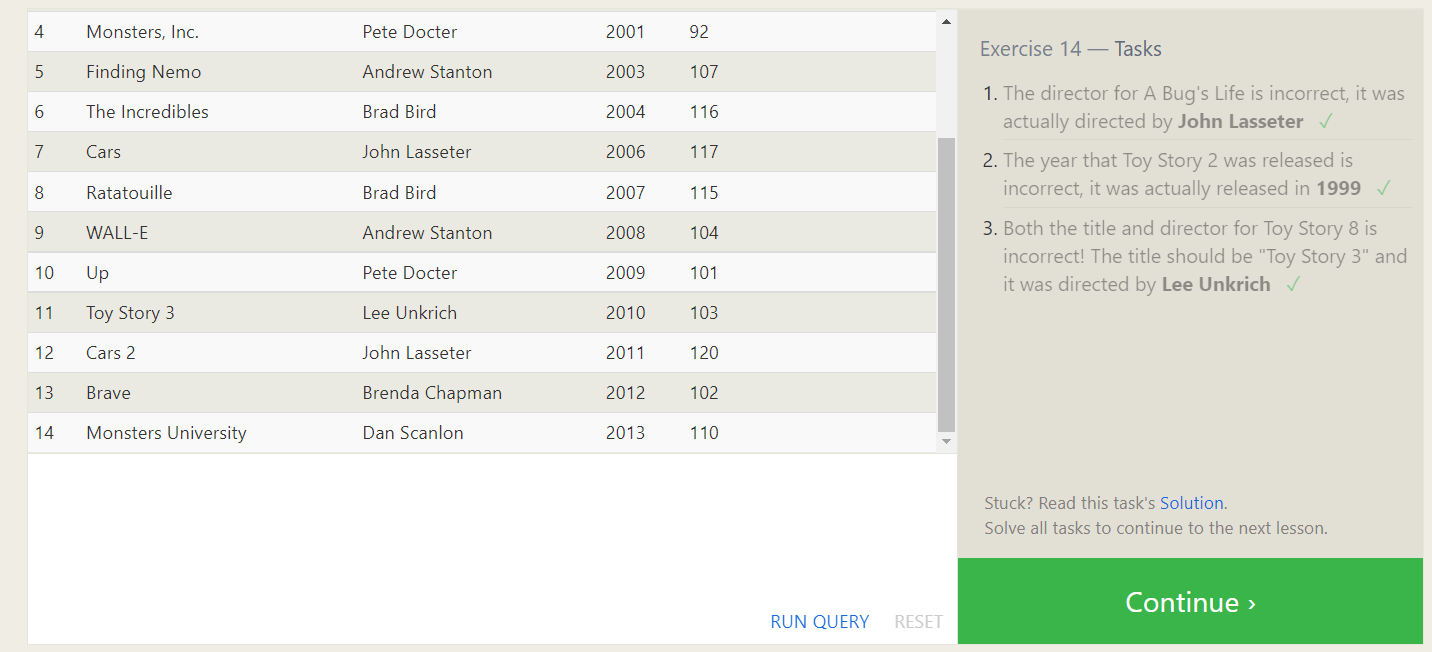 4 Monsters, Inc. Pete Docter 2001 92
5 Finding Nemo Andrew Stanton 2003 107
6 The Incredibles Brad Bird 2004 116
7 Cars John Lasseter 2006 117
8 Ratatouille Brad Bird 2007 115
9 WALL-E Andrew Stanton 2008 104
10 Up Pete Docter 2009 101
11 Toy Story 3 Lee Unkrich 2010 103
12 Cars 2 John Lasseter 2011 120
13 Brave Brenda Chapman 2012 102
14 Monsters University Dan Scanlon 2013 110
RUN QUERY RESET
Exercise 14 — Tasks
1. The director for A Bug's Life is incorrect, it was
actually directed by John Lasseter ✓
2. The year that Toy Story 2 was released is
incorrect, it was actually released in 1999 ✓
3. Both the title and director for Toy Story 8 is
incorrect! The title should be "Toy Story 3" and
it was directed by Lee Unkrich ✓
Stuck? Read this task's Solution.
Solve all tasks to continue to the next lesson.
Continue ›